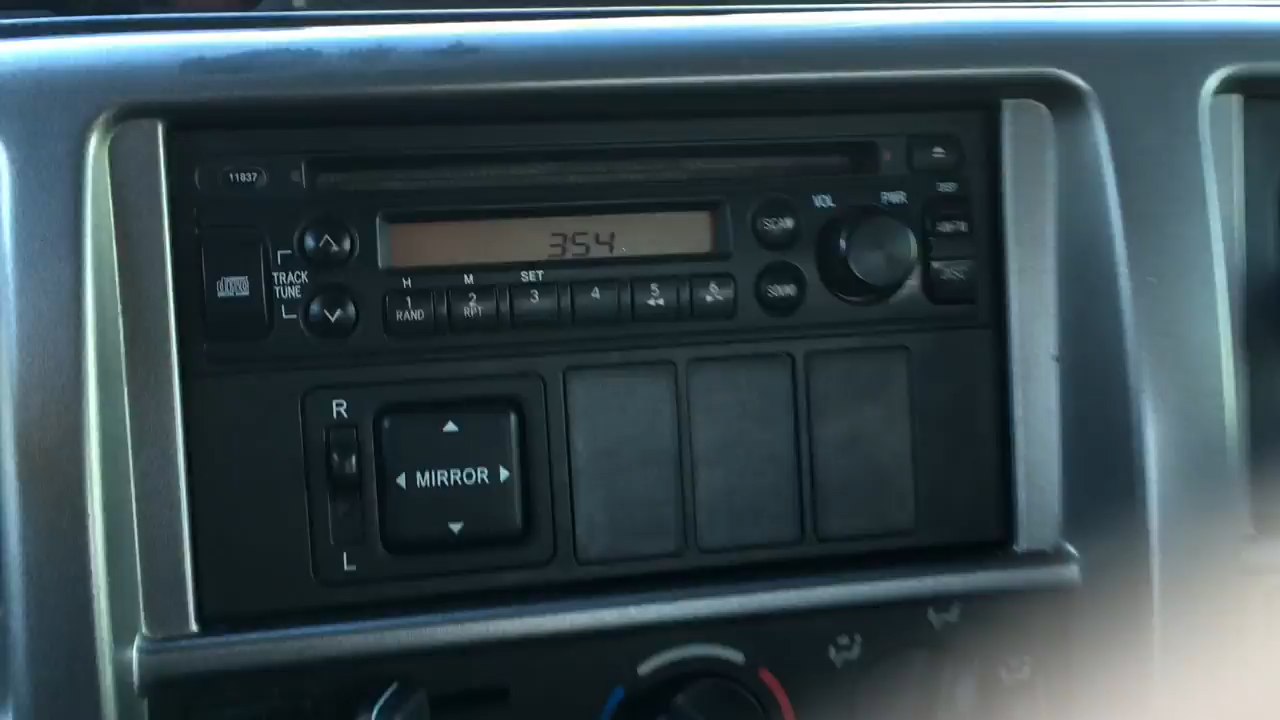 11837
VOL PWR
SCAN
354
TRACK
TUNE
H M SET
1 2 3 4 5 6
RAND RPT
SOUND
DISC
R
MIRROR
L